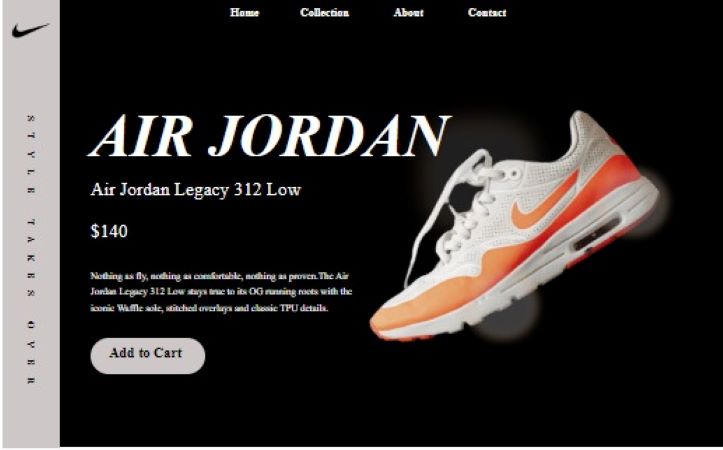 Home Collection About Contact
STYLE TAKES OVER
AIR JORDAN
Air Jordan Legacy 312 Low
$140
Nothing as fly, nothing as comfortable, nothing as proven.The Air
Jordan Legacy 312 Low stays true to its OG running roots with the
iconic Waffle sole, stitched overlays and classic TPU details.
Add to Cart